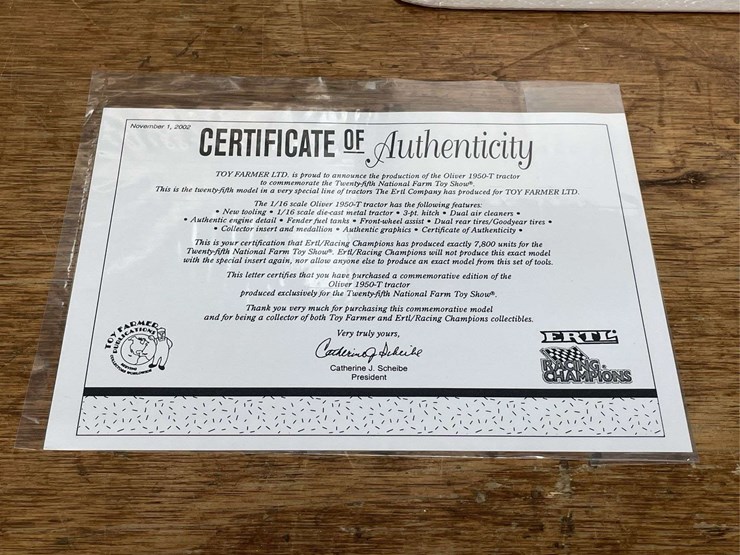 November 1, 2002
CERTIFICATE OF Authenticity
TOY FARMER LTD. is proud to announce the production of the Oliver 1950-T tractor
to commemorate the Twenty-fifth National Farm Toy Show®.
This is the twenty-fifth model in a very special line of tractors The Ertl Company has produced for TOY FARMER LTD.
The 1/16 scale Oliver 1950-T tractor has the following features:
• New tooling • 1/16 scale die-cast metal tractor • 3-pt. hitch • Dual air cleaners •
• Authentic engine detail • Fender fuel tanks • Front-wheel assist • Dual rear tires/Goodyear tires •
• Collector insert and medallion • Authentic graphics • Certificate of Authenticity •
This is your certification that Ertl/Racing Champions has produced exactly 7,800 units for the
Twenty-fifth National Farm Toy Show®. Ertl/Racing Champions will not produce this exact model
with the special insert again, nor allow anyone else to produce an exact model from this set of tools.
This letter certifies that you have purchased a commemorative edition of the
Oliver 1950-T tractor
produced exclusively for the Twenty-fifth National Farm Toy Show®.
Thank you very much for purchasing this commemorative model
and for being a collector of both Toy Farmer and Ertl/Racing Champions collectibles.
Very truly yours,
Catherine J Scheibe
Catherine J. Scheibe
President
TOY FARMER
PUBLICATIONS
ERTL
RACING
CHAMPIONS